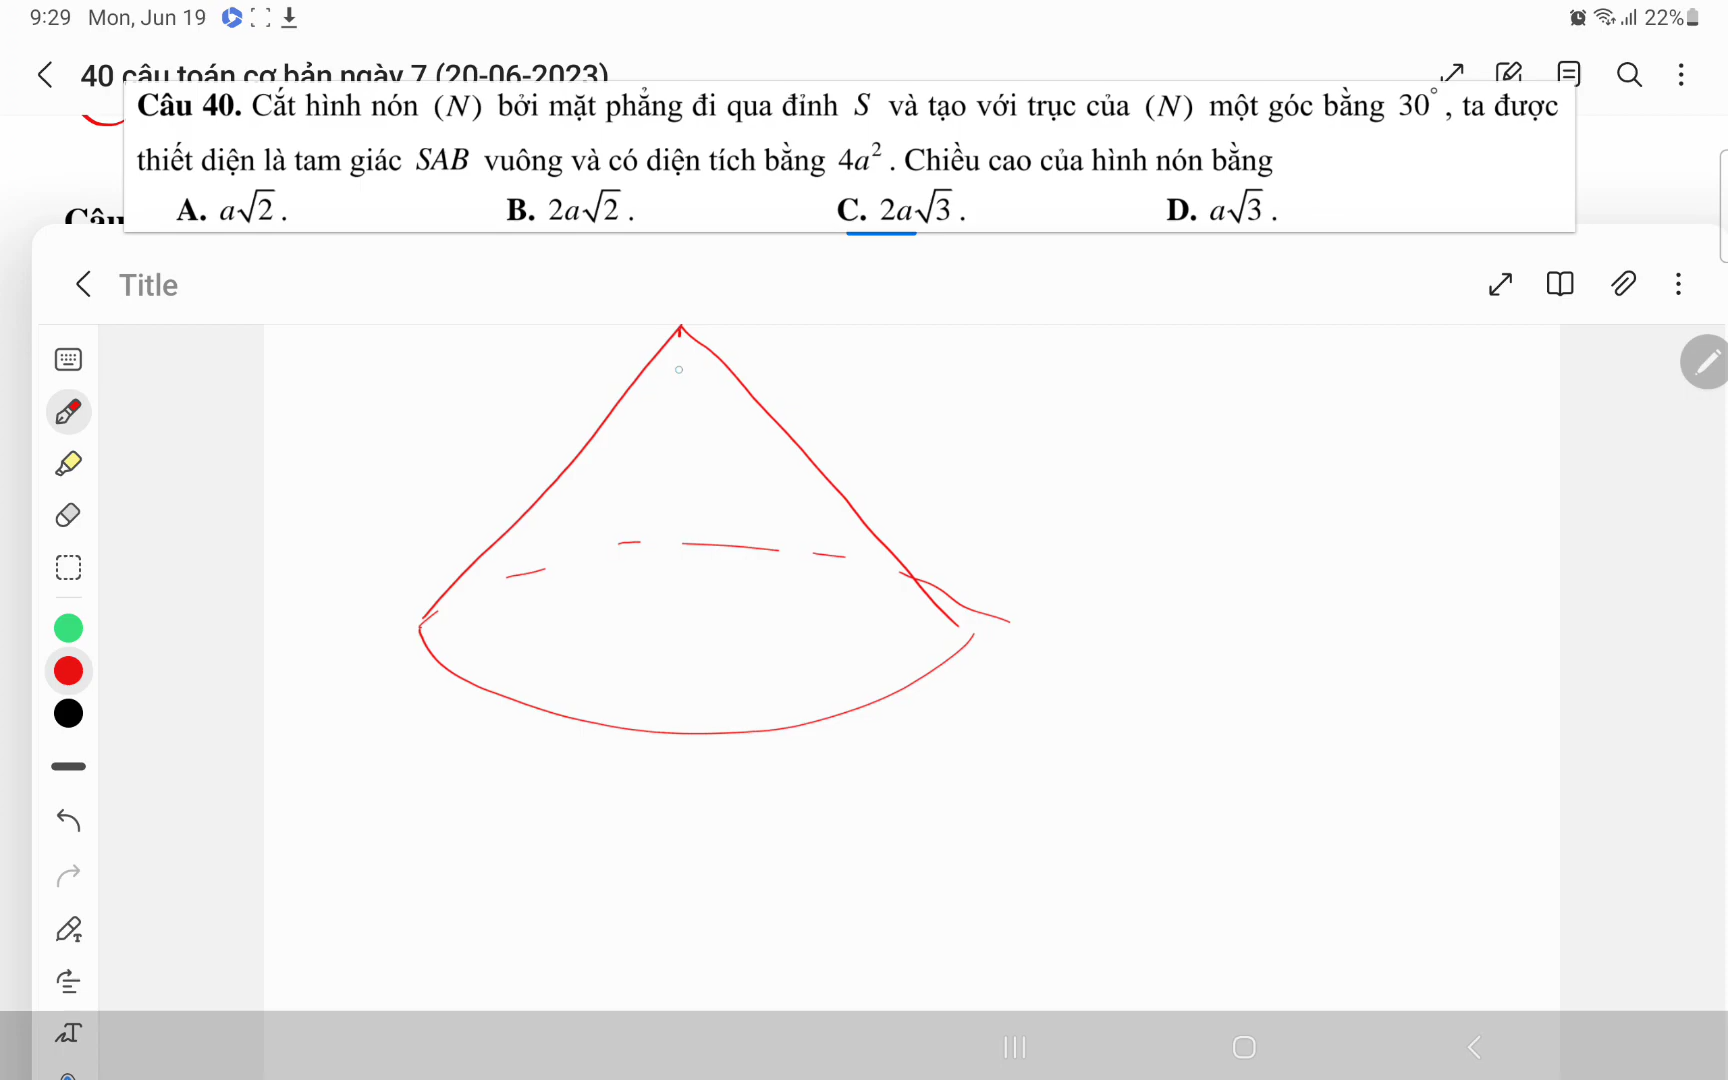 9:29 Mon, Jun 19
22%
40 câu toán cơ bản ngày 7 (20-06-2023)
Câu 40. Cắt hình nón (N) bởi mặt phẳng đi qua đỉnh S và tạo với trục của (N) một góc bằng 30°, ta được
thiết diện là tam giác SAB vuông và có diện tích bằng 4a². Chiều cao của hình nón bằng
A. a√2. B. 2a√2. C. 2a√3. D. a√3.
Câu
Title